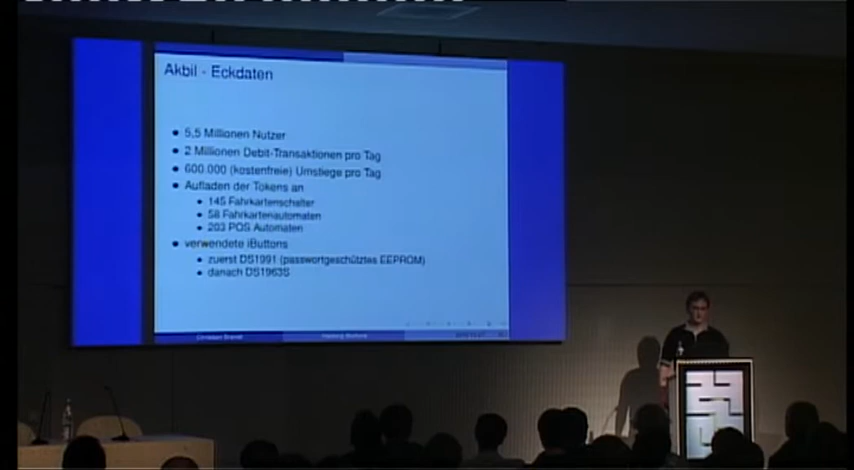 Akbil - Eckdaten
• 5,5 Millionen Nutzer
• 2 Millionen Debit-Transaktionen pro Tag
• 600.000 (kostenfreie) Umstiege pro Tag
• Aufladen der Tokens an
• 145 Fahrkartenschalter
• 58 Fahrkartenautomaten
• 203 POS Automaten
• verwendete iButtons
• zuerst DS1991 (passwortgeschütztes EEPROM)
• danach DS1963S